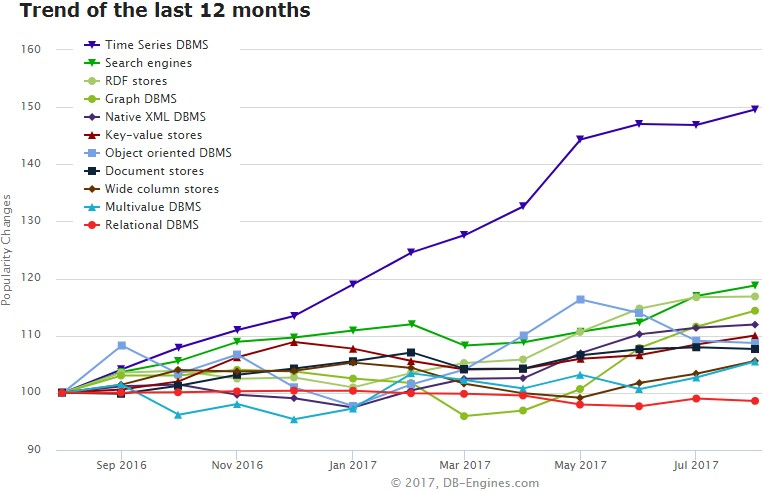 Trend of the last 12 months
160
150
140
130
120
110
100
90
Popularity Changes
Time Series DBMS
Search engines
RDF stores
Graph DBMS
Native XML DBMS
Key-value stores
Object oriented DBMS
Document stores
Wide column stores
Multivalue DBMS
Relational DBMS
Sep 2016 Nov 2016 Jan 2017 Mar 2017 May 2017 Jul 2017
© 2017, DB-Engines.com